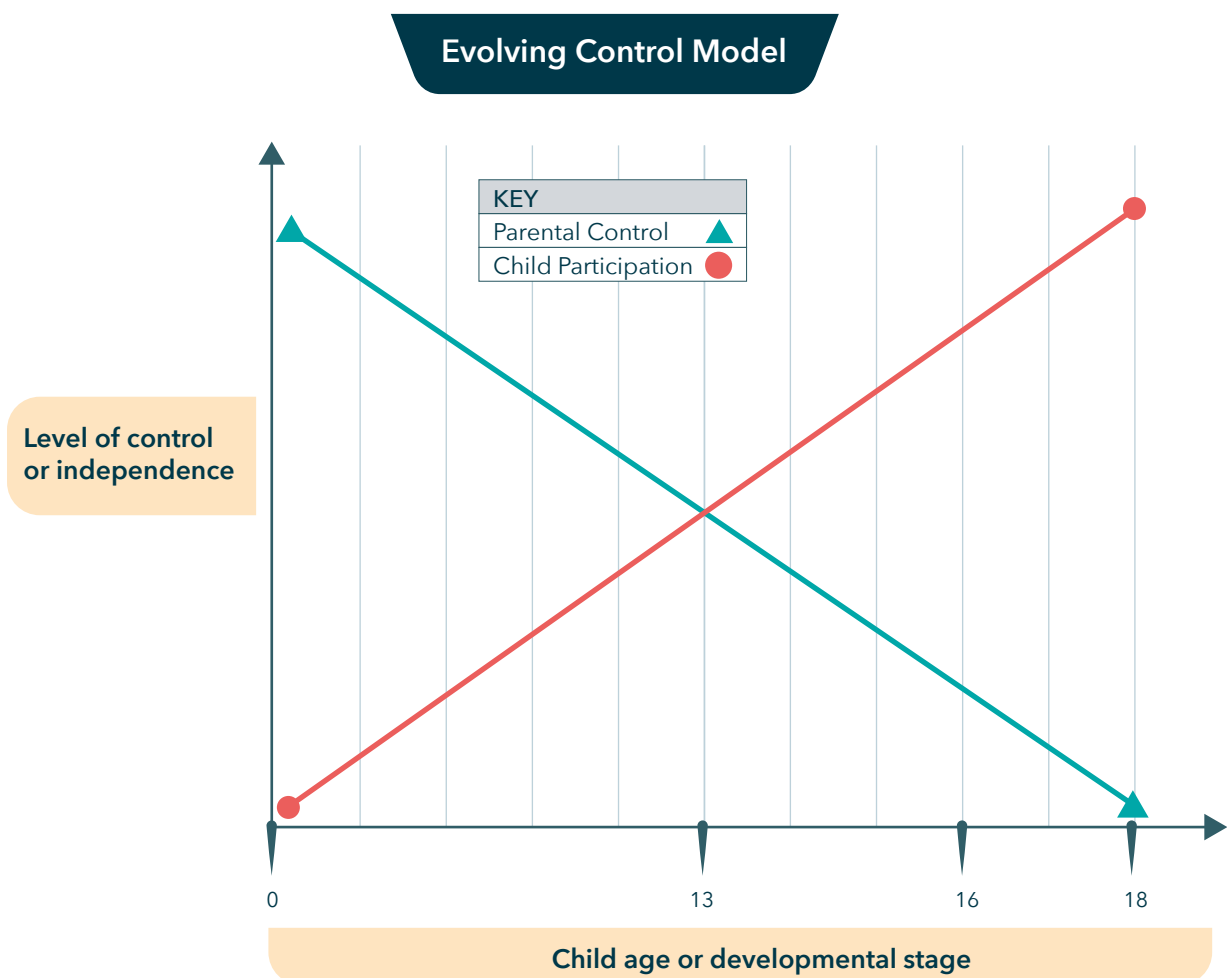 Evolving Control Model
KEY
Parental Control
Child Participation
Level of control
or independence
0
13
16
18
Child age or developmental stage